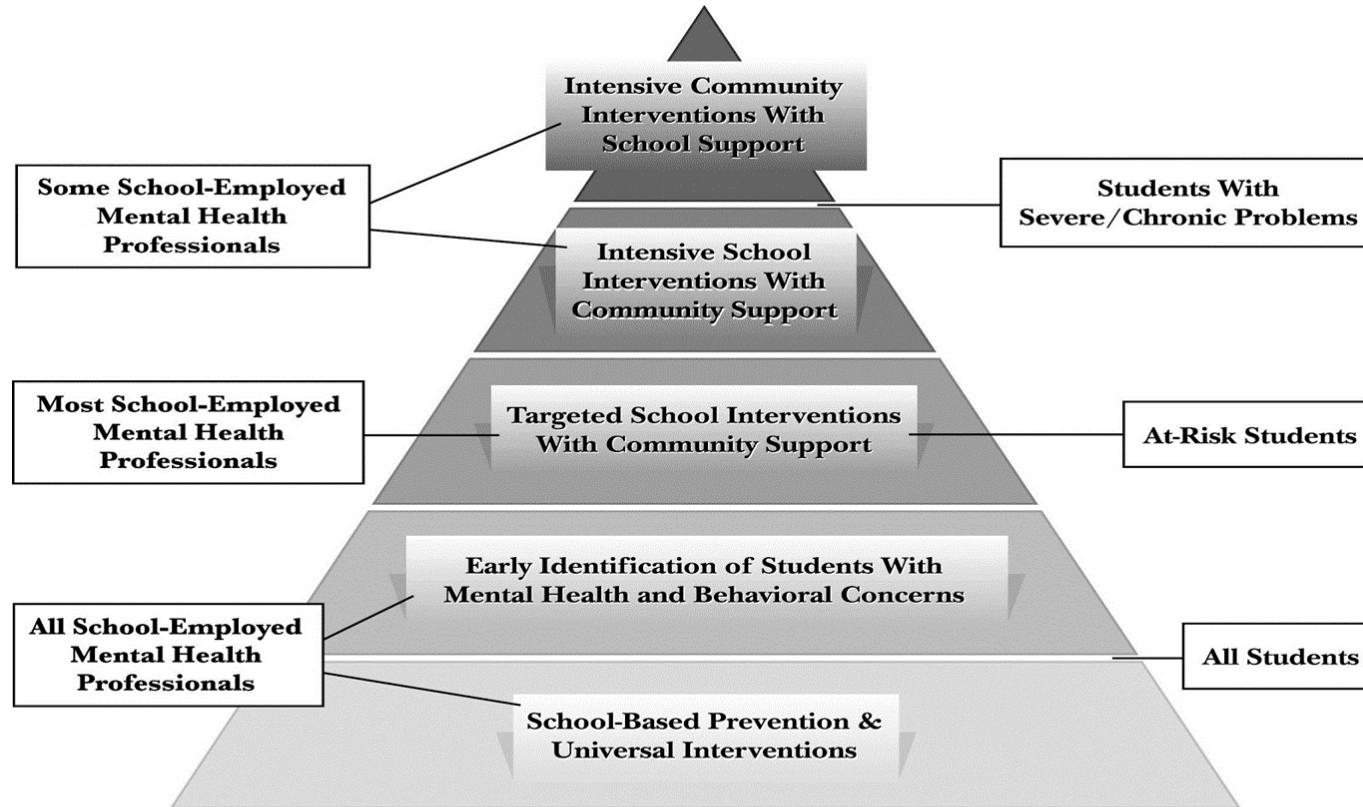 Intensive Community
Interventions With
School Support
Some School-Employed
Mental Health
Professionals
Students With
Severe/Chronic Problems
Intensive School
Interventions With
Community Support
Most School-Employed
Mental Health
Professionals
Targeted School Interventions
With Community Support
At-Risk Students
Early Identification of Students With
Mental Health and Behavioral Concerns
All School-Employed
Mental Health
Professionals
All Students
School-Based Prevention &
Universal Interventions